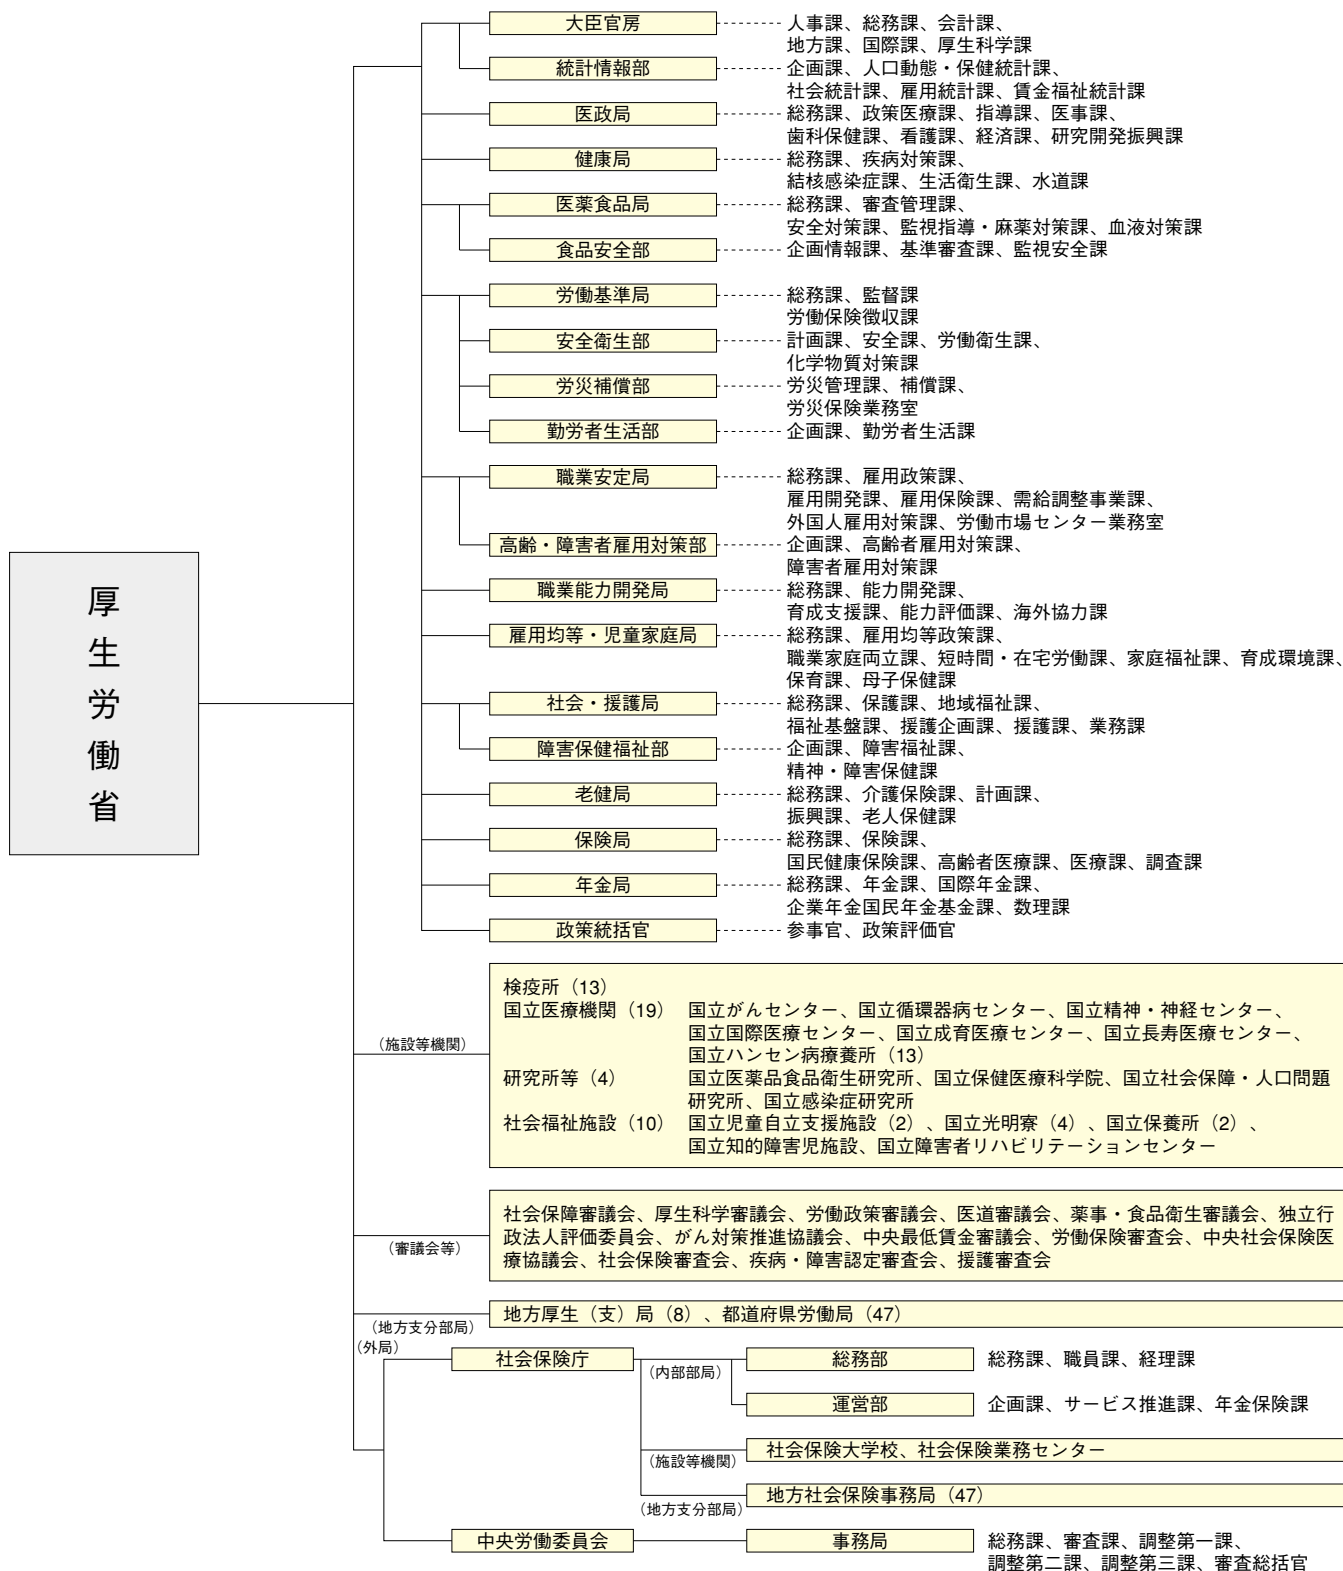 厚生労働省
大臣官房
人事課、総務課、会計課、
地方課、国際課、厚生科学課
統計情報部
企画課、人口動態・保健統計課、
社会統計課、雇用統計課、賃金福祉統計課
医政局
総務課、政策医療課、指導課、医事課、
歯科保健課、看護課、経済課、研究開発振興課
健康局
総務課、疾病対策課、
結核感染症課、生活衛生課、水道課
医薬食品局
総務課、審査管理課、
安全対策課、監視指導・麻薬対策課、血液対策課
食品安全部
企画情報課、基準審査課、監視安全課
労働基準局
総務課、監督課
労働保険徴収課
安全衛生部
計画課、安全課、労働衛生課、
化学物質対策課
労災補償部
労災管理課、補償課、
労災保険業務室
勤労者生活部
企画課、勤労者生活課
職業安定局
総務課、雇用政策課、
雇用開発課、雇用保険課、需給調整事業課、
外国人雇用対策課、労働市場センター業務室
高齢・障害者雇用対策部
企画課、高齢者雇用対策課、
障害者雇用対策課
職業能力開発局
総務課、能力開発課、
育成支援課、能力評価課、海外協力課
雇用均等・児童家庭局
総務課、雇用均等政策課、
職業家庭両立課、短時間・在宅労働課、家庭福祉課、育成環境課、
保育課、母子保健課
社会・援護局
総務課、保護課、地域福祉課、
福祉基盤課、援護企画課、援護課、業務課
障害保健福祉部
企画課、障害福祉課、
精神・障害保健課
老健局
総務課、介護保険課、計画課、
振興課、老人保健課
保険局
総務課、保険課、
国民健康保険課、高齢者医療課、医療課、調査課
年金局
総務課、年金課、国際年金課、
企業年金国民年金基金課、数理課
政策統括官
参事官、政策評価官
（施設等機関）
検疫所（13）
国立医療機関（19） 国立がんセンター、国立循環器病センター、国立精神・神経センター、
国立国際医療センター、国立成育医療センター、国立長寿医療センター、
国立ハンセン病療養所（13）
研究所等（4） 国立医薬品食品衛生研究所、国立保健医療科学院、国立社会保障・人口問題
研究所、国立感染症研究所
社会福祉施設（10） 国立児童自立支援施設（2）、国立光明寮（4）、国立保養所（2）、
国立知的障害児施設、国立障害者リハビリテーションセンター
（審議会等）
社会保障審議会、厚生科学審議会、労働政策審議会、医道審議会、薬事・食品衛生審議会、独立行
政法人評価委員会、がん対策推進協議会、中央最低賃金審議会、労働保険審査会、中央社会保険医
療協議会、社会保険審査会、疾病・障害認定審査会、援護審査会
（地方支分部局）
地方厚生（支）局（8）、都道府県労働局（47）
（外局）
社会保険庁
（内部部局）
総務部
総務課、職員課、経理課
運営部
企画課、サービス推進課、年金保険課
（施設等機関）
社会保険大学校、社会保険業務センター
（地方支分部局）
地方社会保険事務局（47）
中央労働委員会
事務局
総務課、審査課、調整第一課、
調整第二課、調整第三課、審査総括官